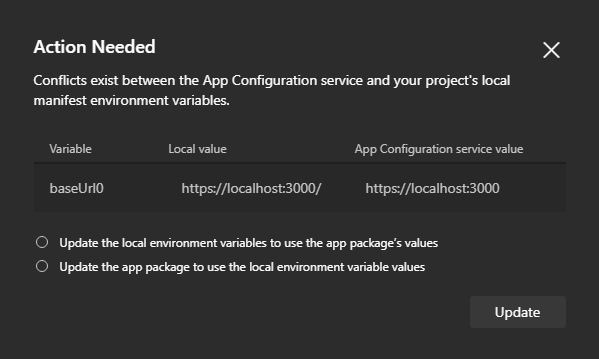 Action Needed
Conflicts exist between the App Configuration service and your project's local
manifest environment variables.
Variable Local value App Configuration service value
baseUrl0 https://localhost:3000/ https://localhost:3000
Update the local environment variables to use the app package's values
Update the app package to use the local environment variable values
Update